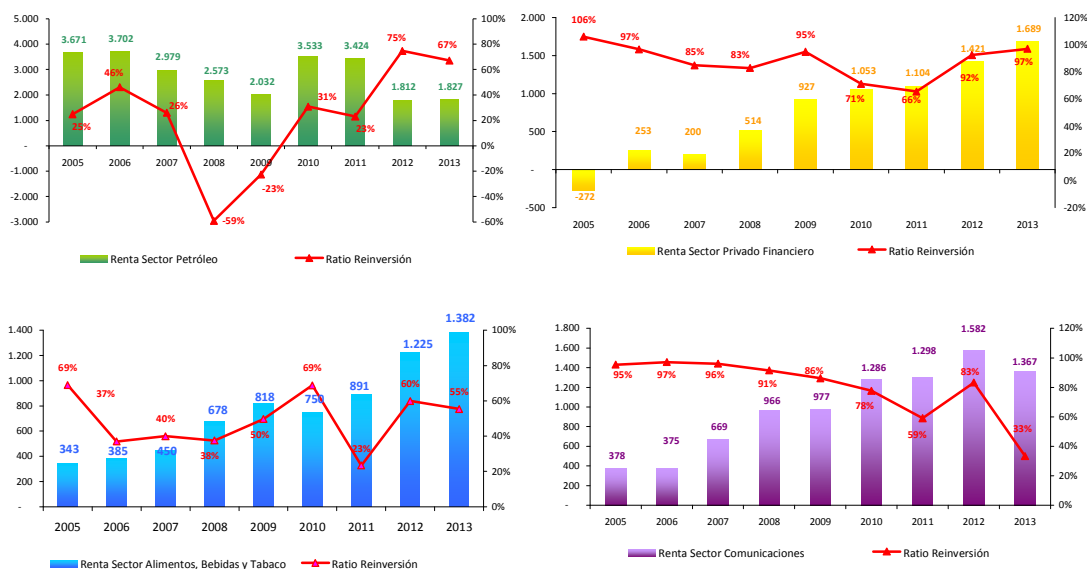 5.000 100%
4.000 80%
3.000 60%
2.000 40%
1.000 20%
- 0%
-1.000 -20%
-2.000 -40%
-3.000 -60%
3.671 3.702 2.979 2.573 2.032 3.533 3.424 1.812 1.827
25% 46% 26% -59% -23% 31% 23% 75% 67%
2005 2006 2007 2008 2009 2010 2011 2012 2013
Renta Sector Petróleo Ratio Reinversión
2.000 120%
1.500 100%
1.000 80%
500 60%
- 40%
-500 20%
0%
-20%
106% 97% 85% 83% 95% 71% 66% 92% 97%
-272 253 200 514 927 1.053 1.104 1.421 1.689
2005 2006 2007 2008 2009 2010 2011 2012 2013
Renta Sector Privado Financiero Ratio Reinversión
1.400 100%
1.200 80%
1.000 60%
800 40%
600 20%
400 0%
200
-
69% 37% 40% 38% 50% 69% 23% 60% 55%
343 385 450 678 818 750 891 1.225 1.382
2005 2006 2007 2008 2009 2010 2011 2012 2013
Renta Sector Alimentos, Bebidas y Tabaco Ratio Reinversión
1.800 120%
1.600 100%
1.400 80%
1.200 60%
1.000 40%
800 20%
600 0%
400
200
-
95% 97% 96% 91% 86% 78% 59% 83% 33%
378 375 669 966 977 1.286 1.298 1.582 1.367
2005 2006 2007 2008 2009 2010 2011 2012 2013
Renta Sector Comunicaciones Ratio Reinversión